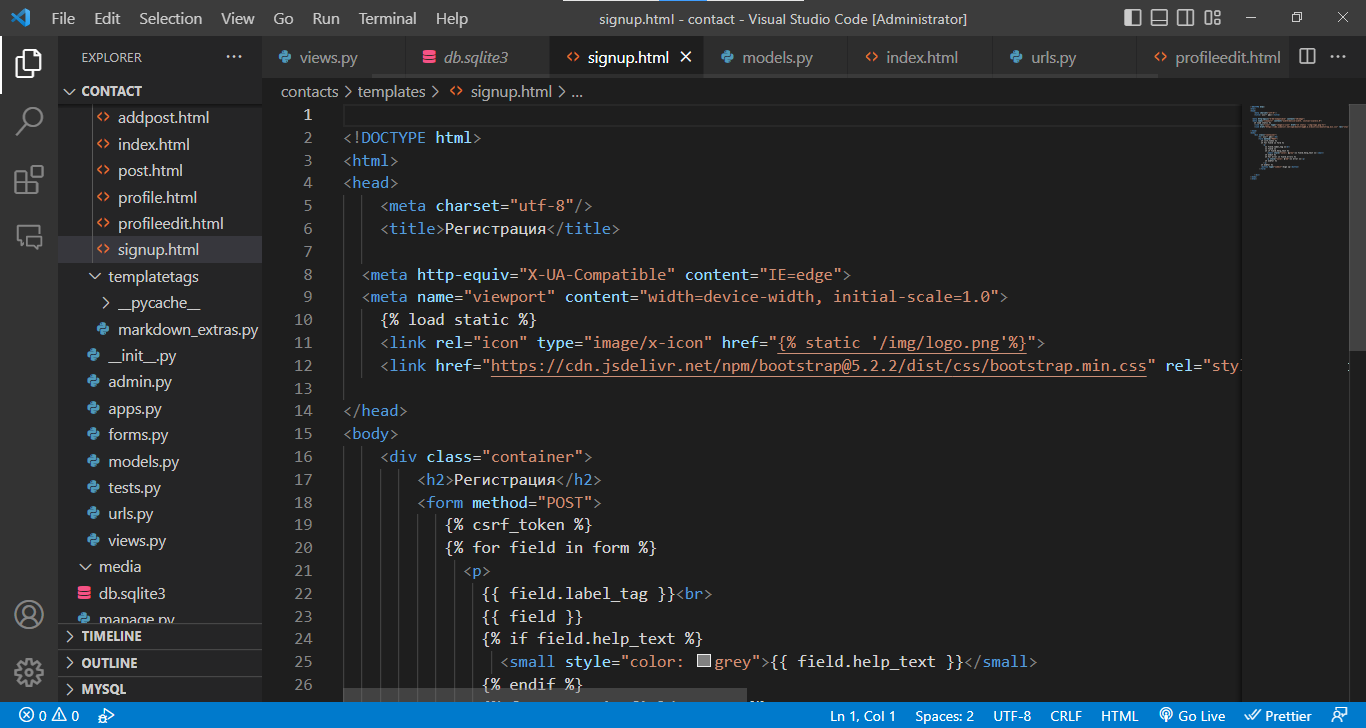 File Edit Selection View Go Run Terminal Help
signup.html - contact - Visual Studio Code [Administrator]
EXPLORER
CONTACT
addpost.html
index.html
post.html
profile.html
profileedit.html
signup.html
templatetags
__pycache__
markdown_extras.py
__init__.py
admin.py
apps.py
forms.py
models.py
tests.py
urls.py
views.py
media
db.sqlite3
manage.py
TIMELINE
OUTLINE
MYSQL
views.py db.sqlite3 signup.html models.py index.html urls.py profileedit.html
contacts > templates > signup.html > ...
1
2 <!DOCTYPE html>
3 <html>
4 <head>
5 <meta charset="utf-8"/>
6 <title>Регистрация</title>
7
8 <meta http-equiv="X-UA-Compatible" content="IE=edge">
9 <meta name="viewport" content="width=device-width, initial-scale=1.0">
10 {% load static %}
11 <link rel="icon" type="image/x-icon" href="{% static '/img/logo.png'%}">
12 <link href="https://cdn.jsdelivr.net/npm/bootstrap@5.2.2/dist/css/bootstrap.min.css" rel="sty
13
14 </head>
15 <body>
16 <div class="container">
17 <h2>Регистрация</h2>
18 <form method="POST">
19 {% csrf_token %}
20 {% for field in form %}
21 <p>
22 {{ field.label_tag }}<br>
23 {{ field }}
24 {% if field.help_text %}
25 <small style="color: grey">{{ field.help_text }}</small>
26 {% endif %}
0 0
Ln 1, Col 1 Spaces: 2 UTF-8 CRLF HTML Go Live Prettier